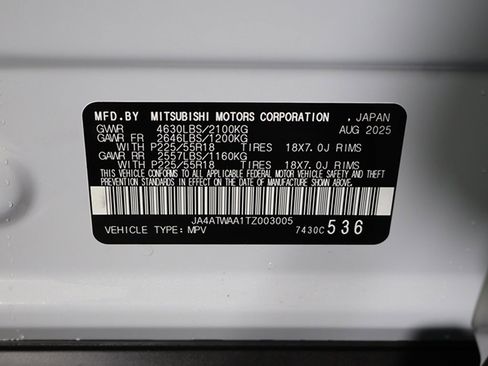 MFD.BY MITSUBISHI MOTORS CORPORATION . JAPAN
GVWR 4630LBS/2100KG AUG 2025
GAWR FR 2646LBS/1200KG
WITH P225/55R18 TIRES 18X7.0J RIMS
GAWR RR 2557LBS/1160KG
WITH P225/55R18 TIRES 18X7.0J RIMS
THIS VEHICLE CONFORMS TO ALL APPLICABLE FEDERAL MOTOR
VEHICLE SAFETY, BUMPER, AND THEFT PREVENTION STANDARDS IN
EFFECT ON THE DATE OF MANUFACTURE SHOWN ABOVE.
JA4ATWAA1TZ003005
VEHICLE TYPE: MPV 7430C 536